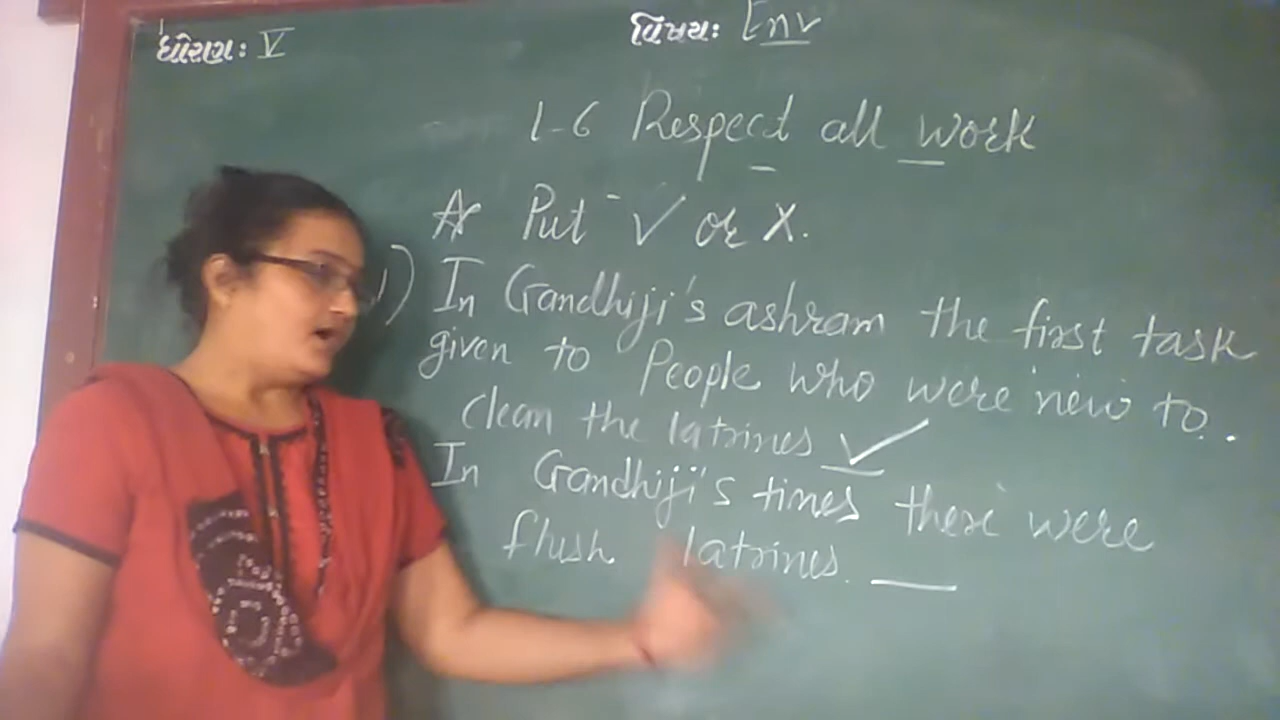 ધોરણ: V
વિષય: Env
1-6 Respect all work
A Put ✓ or X.
1) In Gandhiji's ashram the first task
given to People who were new to.
clean the latrines ✓
In Gandhiji's times there were
flush latrines. __